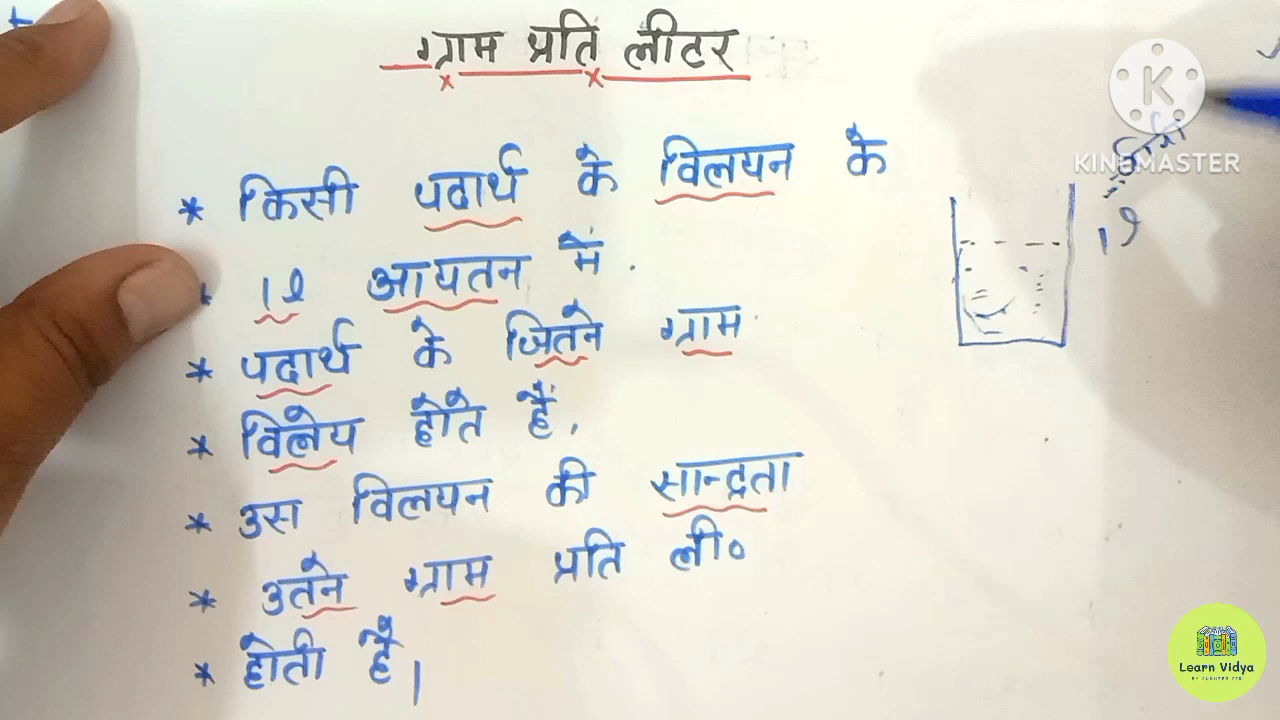 ग्राम प्रति लीटर
* किसी पदार्थ के विलयन के
* 1l आयतन में.
* पदार्थ के जितने ग्राम
* विलेय होते हैं,
* उस विलयन की सान्द्रता
* उतने ग्राम प्रति ली०
* होती है।
1l
KINEMASTER
Learn Vidya